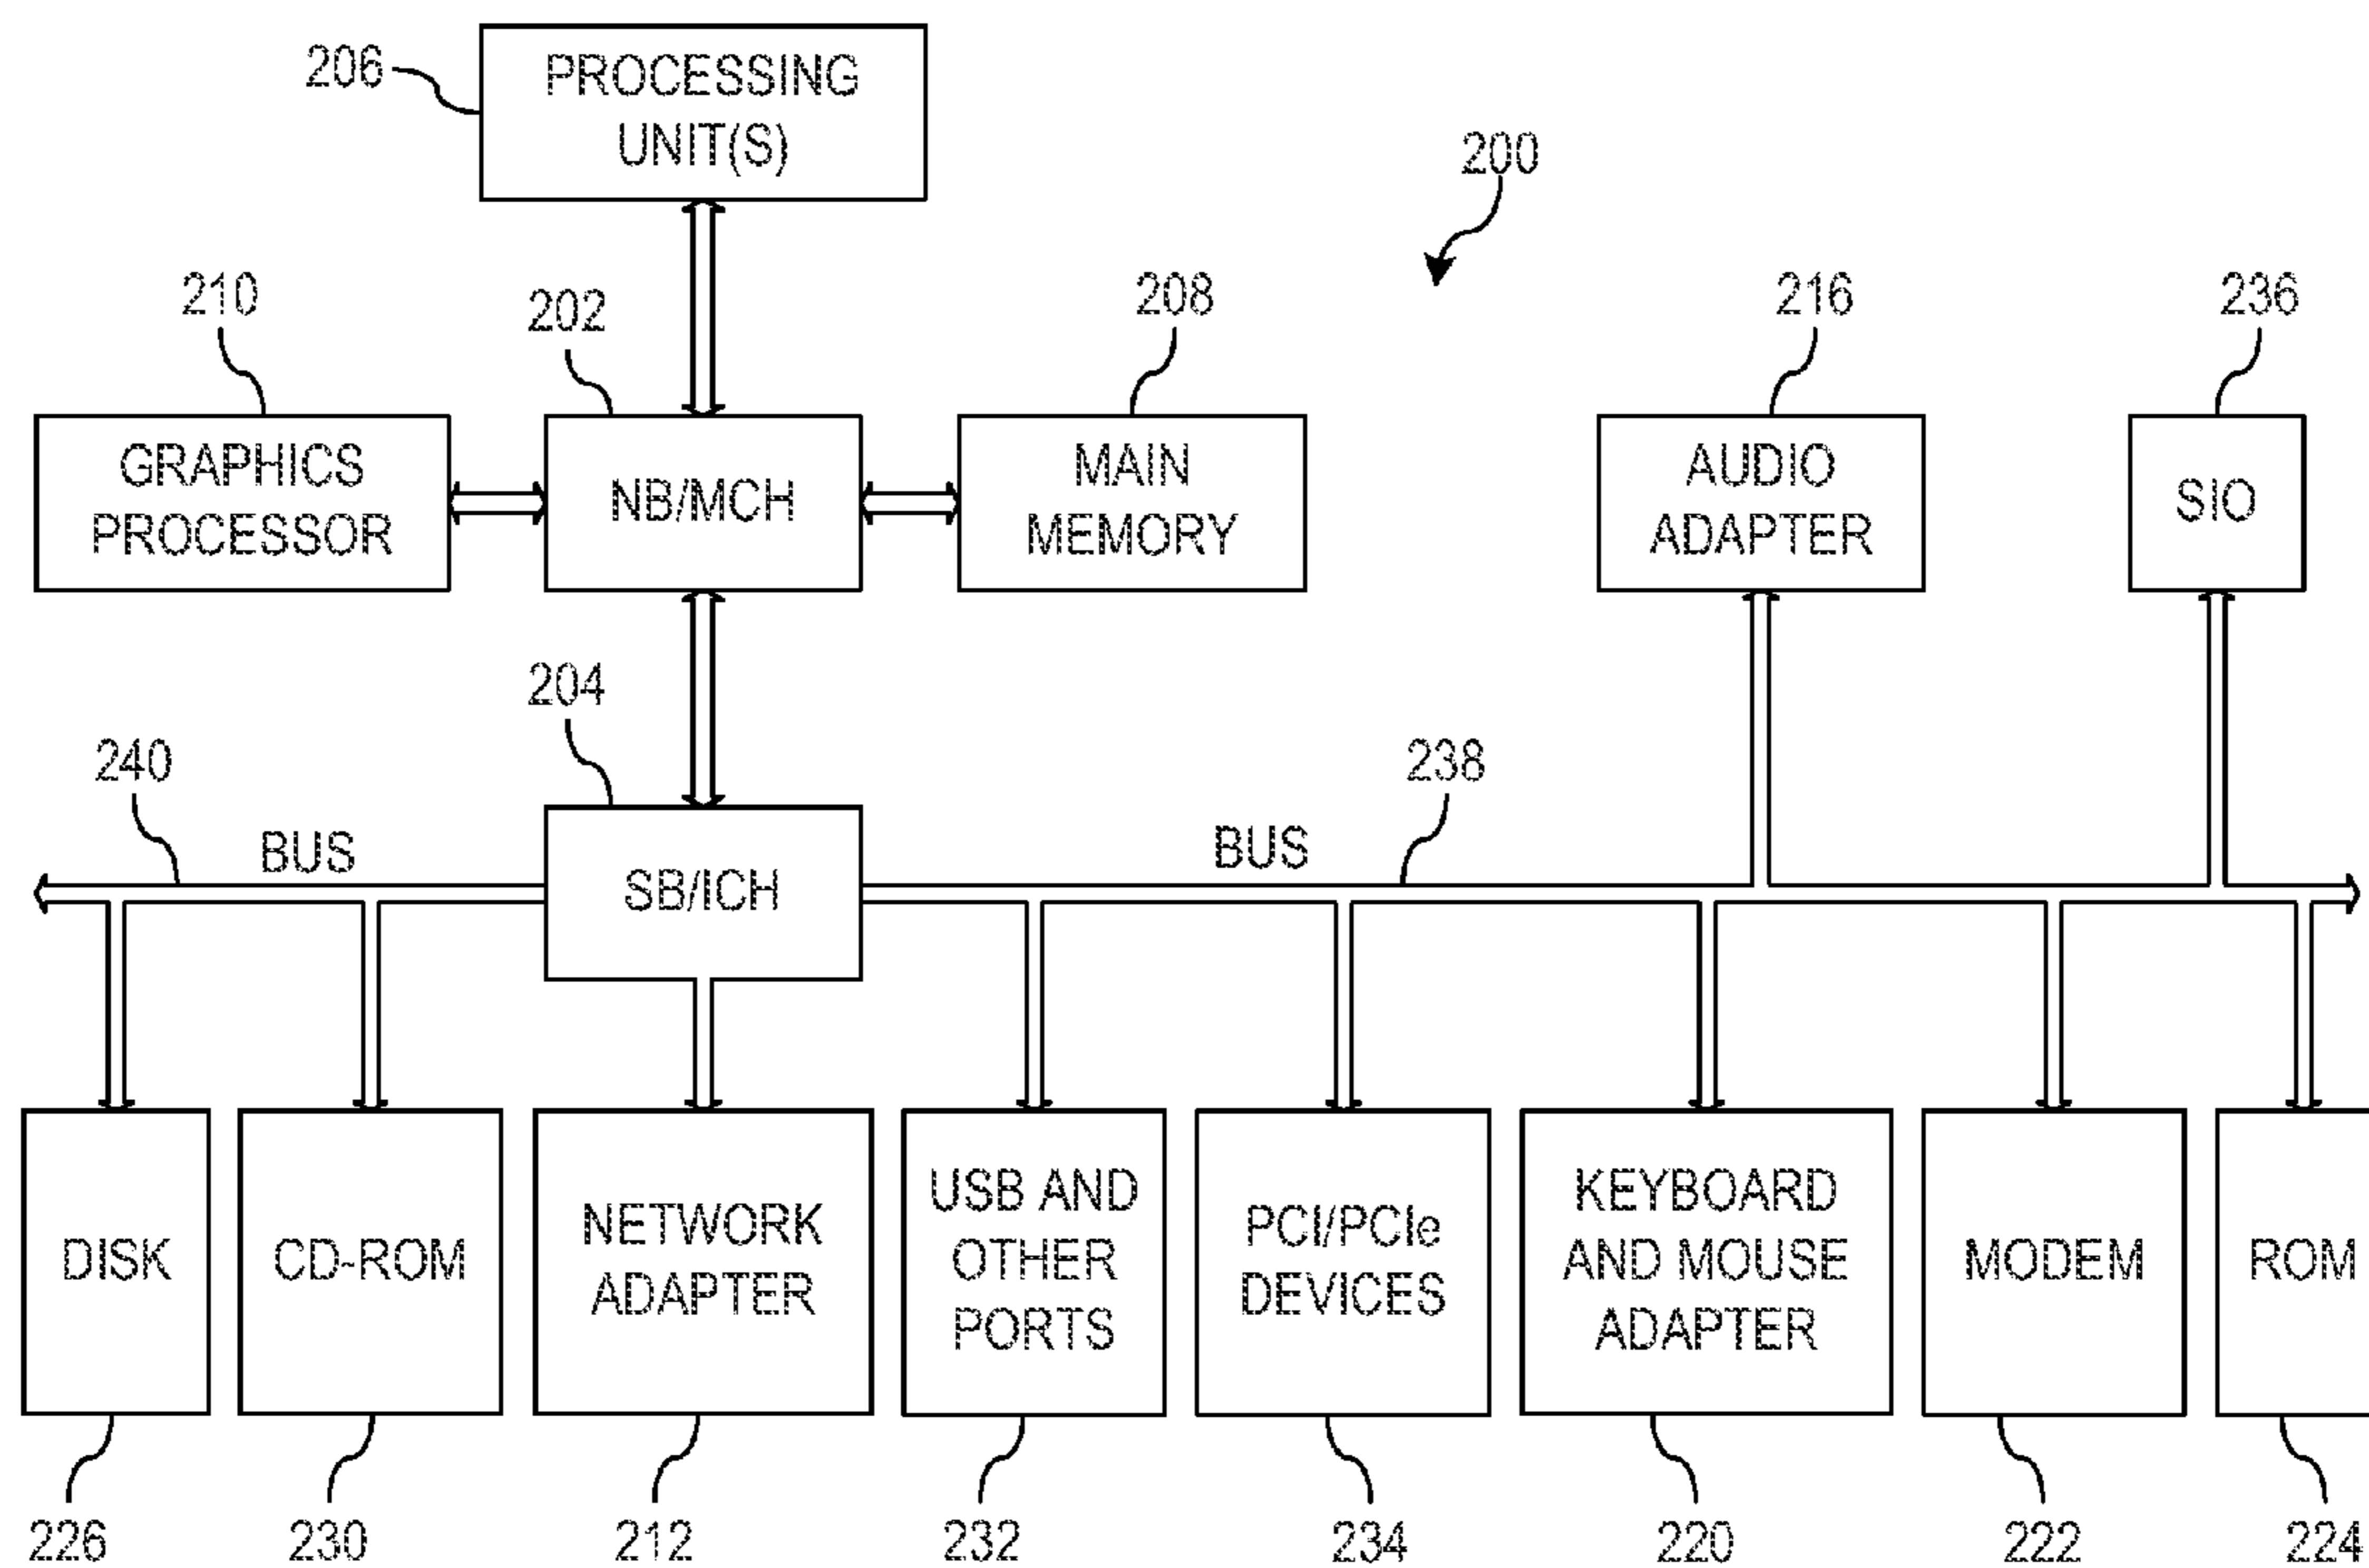 206
PROCESSING
UNIT(S)
200
210
202
208
216
236
GRAPHICS
PROCESSOR
NB/MCH
MAIN
MEMORY
AUDIO
ADAPTER
SIO
204
240
238
BUS
BUS
SB/ICH
DISK
CD-ROM
NETWORK
ADAPTER
USB AND
OTHER
PORTS
PCI/PCIe
DEVICES
KEYBOARD
AND MOUSE
ADAPTER
MODEM
ROM
226
230
212
232
234
220
222
224